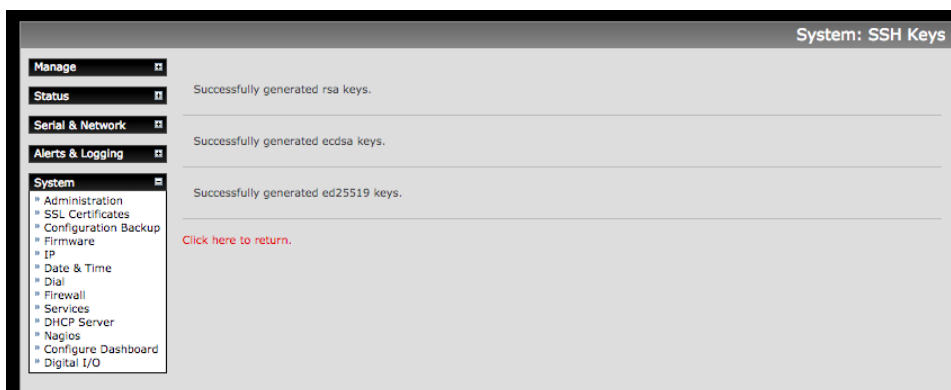 System: SSH Keys
Manage
Status
Serial & Network
Alerts & Logging
System
Administration
SSL Certificates
Configuration Backup
Firmware
IP
Date & Time
Dial
Firewall
Services
DHCP Server
Nagios
Configure Dashboard
Digital I/O
Successfully generated rsa keys.
Successfully generated ecdsa keys.
Successfully generated ed25519 keys.
Click here to return.